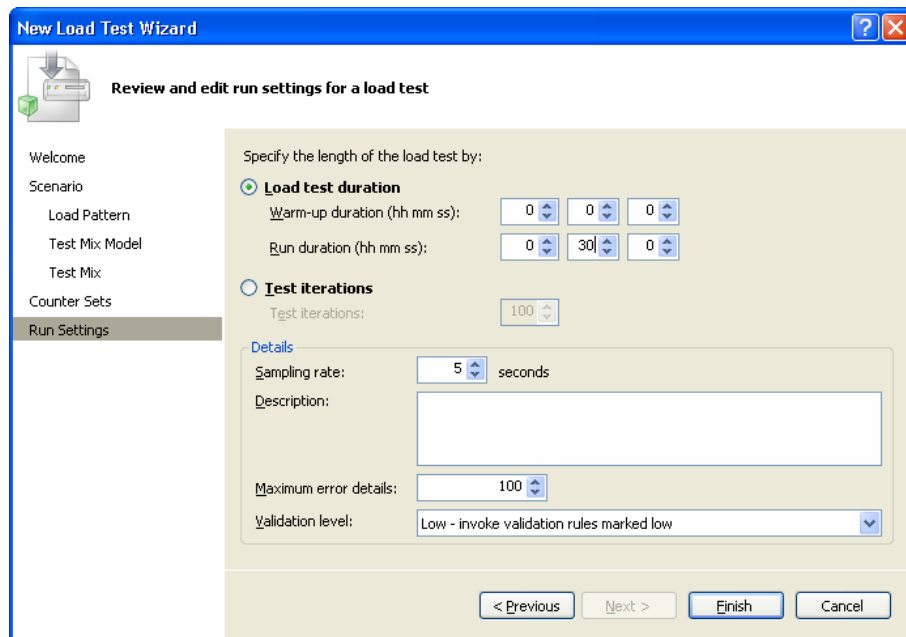 New Load Test Wizard
Review and edit run settings for a load test
Welcome
Scenario
Load Pattern
Test Mix Model
Test Mix
Counter Sets
Run Settings
Specify the length of the load test by:
Load test duration
Warm-up duration (hh mm ss): 0 0 0
Run duration (hh mm ss): 0 30 0
Test iterations
Test iterations: 100
Details
Sampling rate: 5 seconds
Description:
Maximum error details: 100
Validation level: Low - invoke validation rules marked low
< Previous Next > Finish Cancel